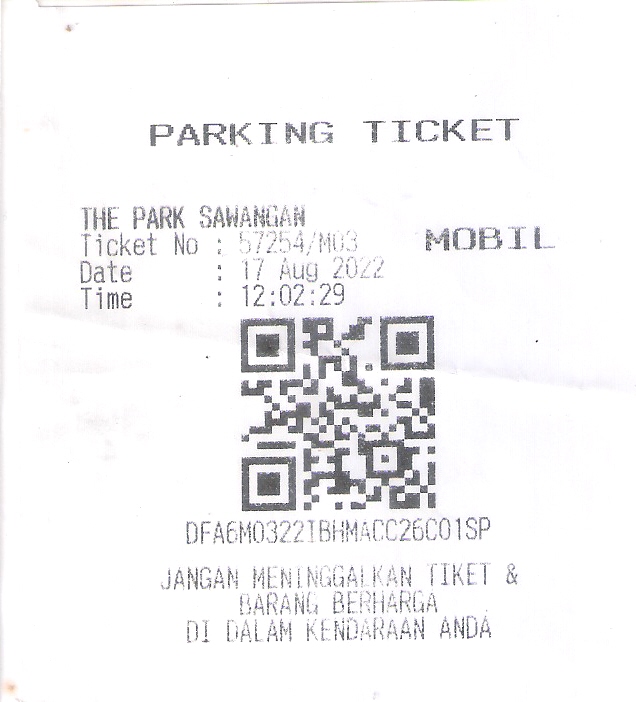 PARKING TICKET
THE PARK SAWANGAN
Ticket No : 57254/M03
MOBIL
Date : 17 Aug 2022
Time : 12:02:29
DFA6M0322IBHMACC26C01SP
JANGAN MENINGGALKAN TIKET &
BARANG BERHARGA
DI DALAM KENDARAAN ANDA